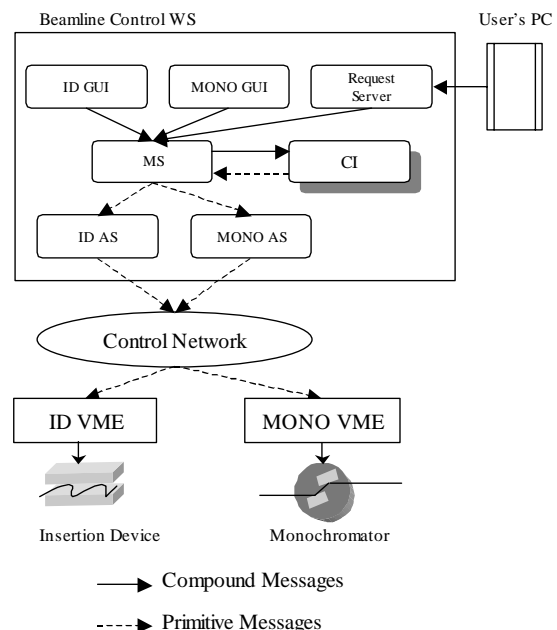 Beamline Control WS
User's PC
ID GUI
MONO GUI
Request
Server
MS
CI
ID AS
MONO AS
Control Network
ID VME
MONO VME
Insertion Device
Monochromator
Compound Messages
Primitive Messages